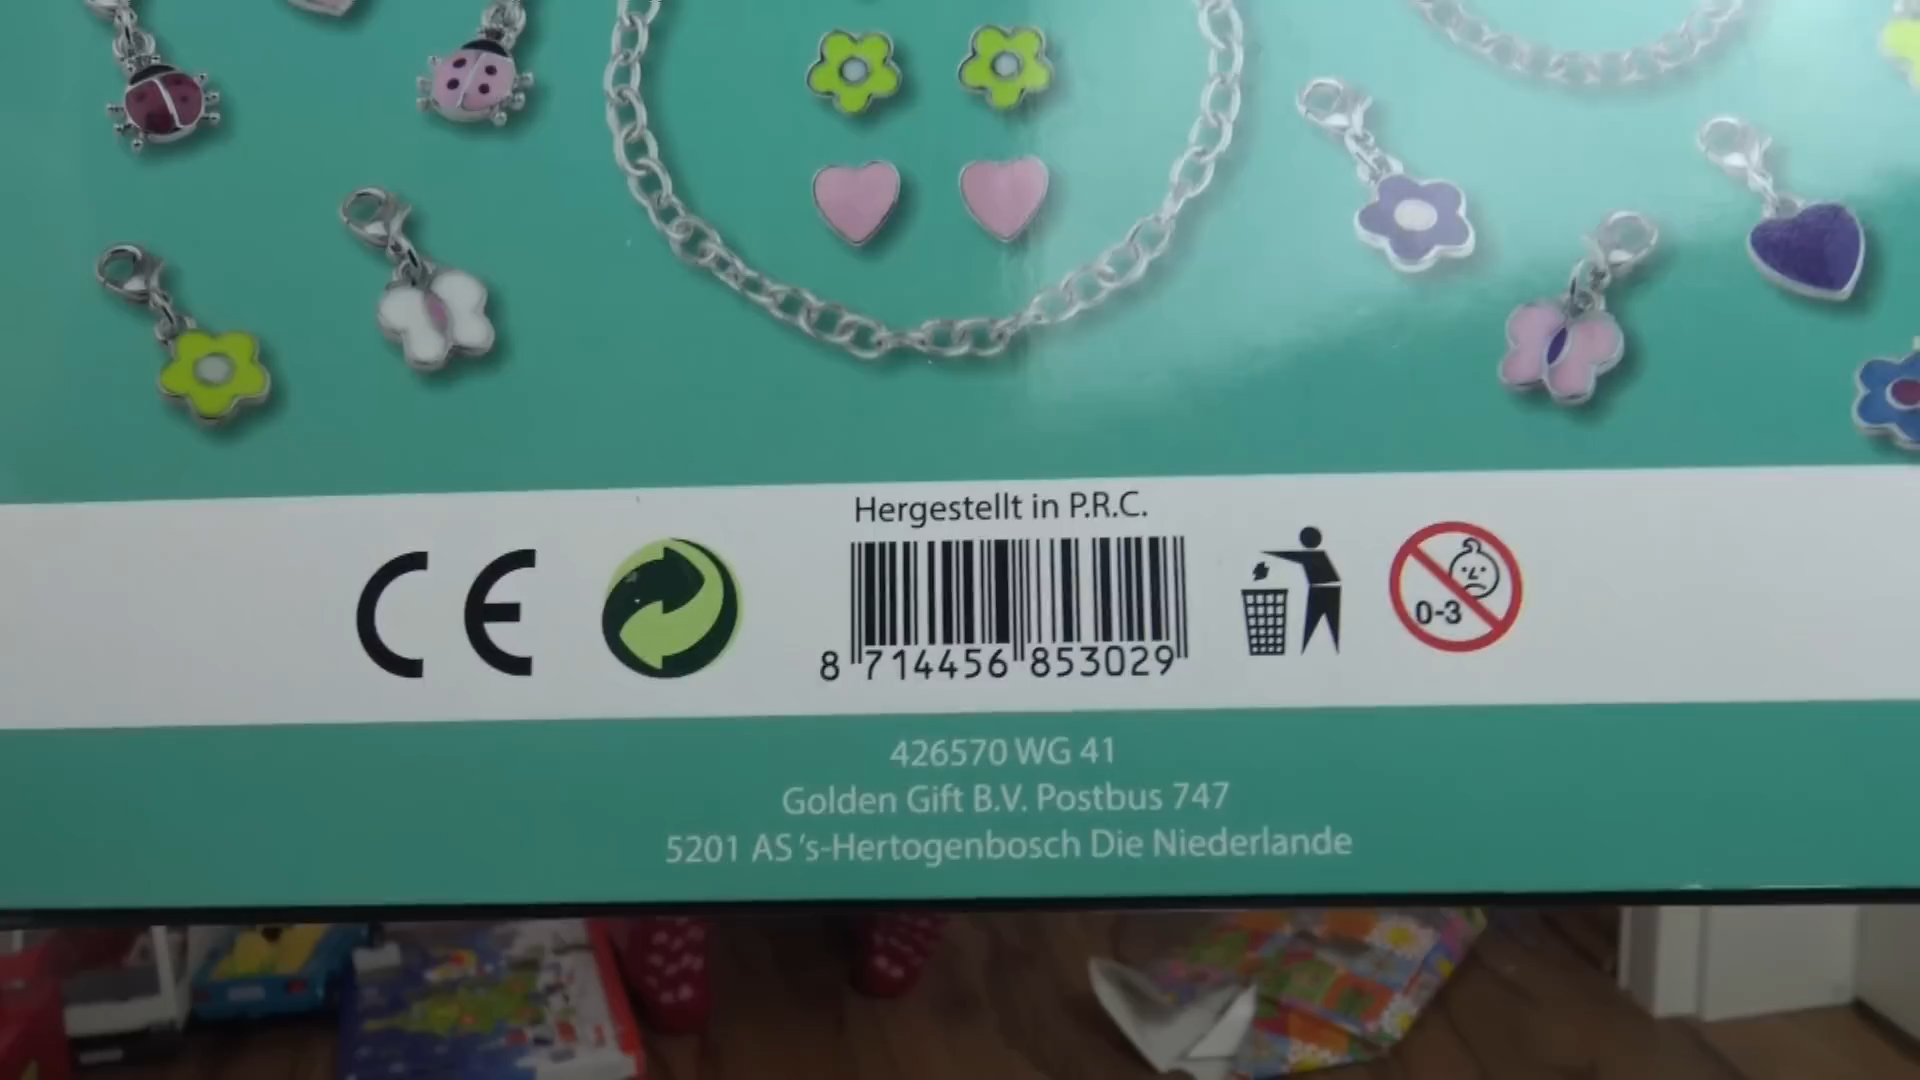 Hergestellt in P.R.C.
CE
8 714456 853029
0-3
426570 WG 41
Golden Gift B.V. Postbus 747
5201 AS 's-Hertogenbosch Die Niederlande